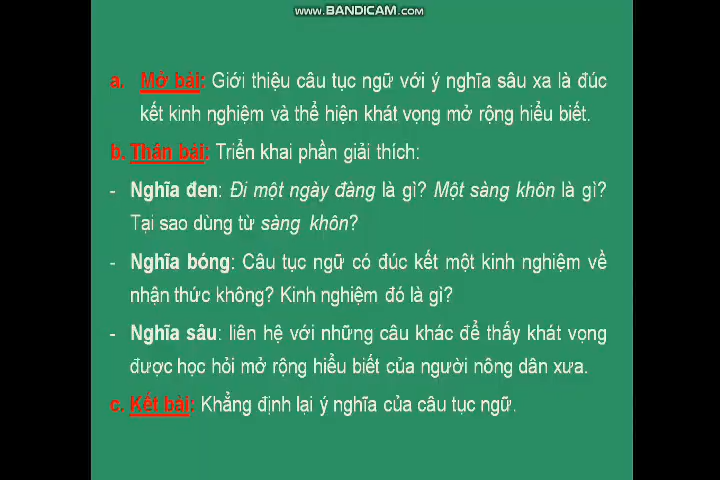 www.BANDICAM.com
a. Mở bài: Giới thiệu câu tục ngữ với ý nghĩa sâu xa là đúc
kết kinh nghiệm và thể hiện khát vọng mở rộng hiểu biết.
b. Thân bài: Triển khai phần giải thích:
- Nghĩa đen: Đi một ngày đàng là gì? Một sàng khôn là gì?
Tại sao dùng từ sàng khôn?
- Nghĩa bóng: Câu tục ngữ có đúc kết một kinh nghiệm về
nhận thức không? Kinh nghiệm đó là gì?
- Nghĩa sâu: liên hệ với những câu khác để thấy khát vọng
được học hỏi mở rộng hiểu biết của người nông dân xưa.
c. Kết bài: Khẳng định lại ý nghĩa của câu tục ngữ.